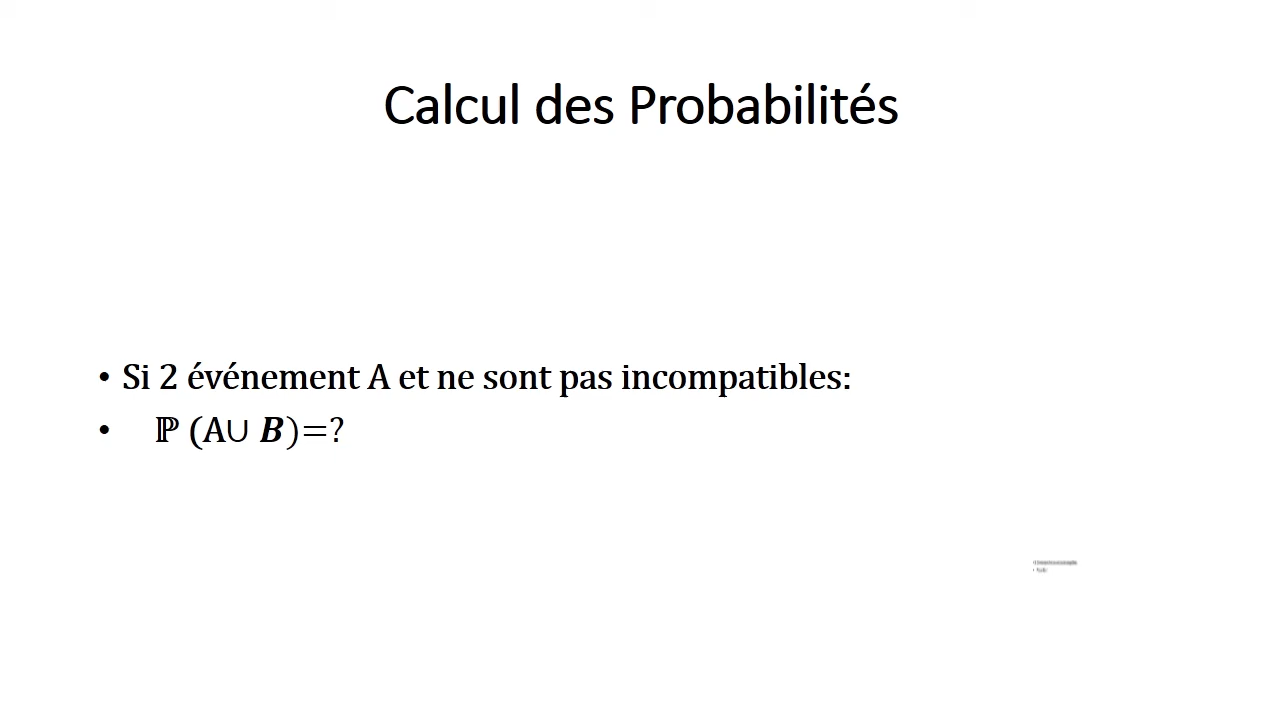 Calcul des Probabilités
• Si 2 événement A et ne sont pas incompatibles:
• ℙ (A∪ B)=?